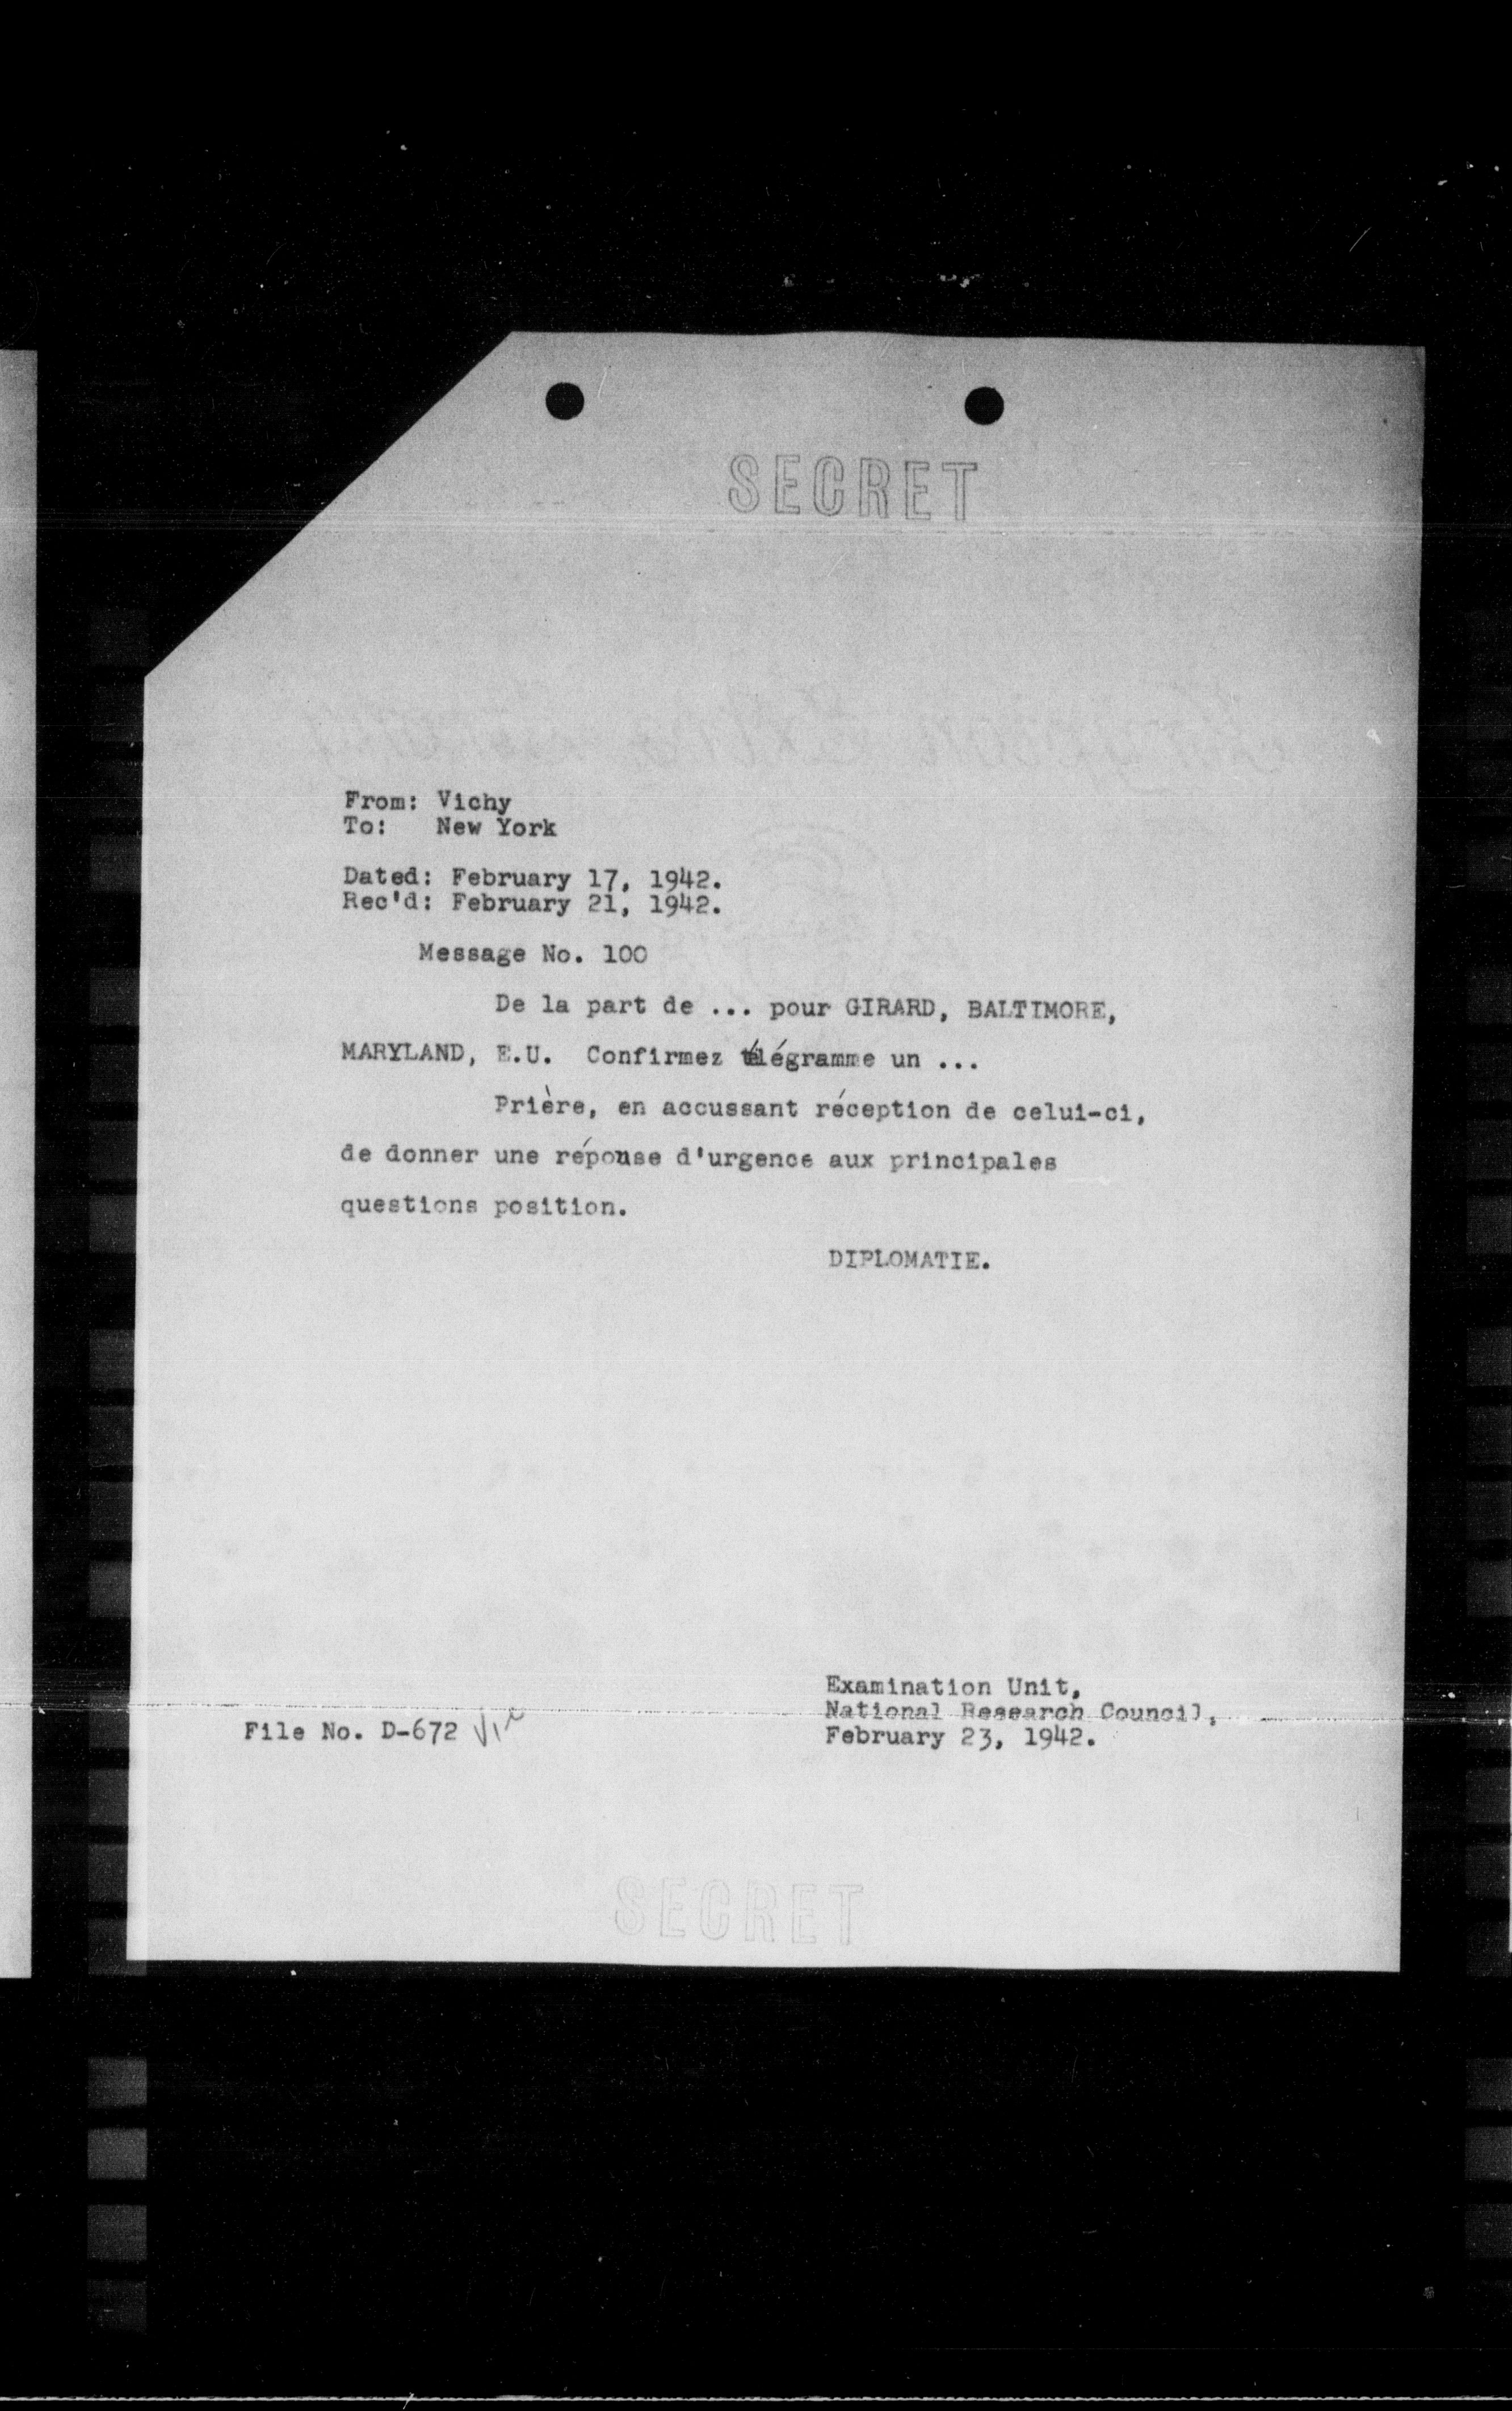 SECRET
From: Vichy
To: New York
Dated: February 17, 1942.
Rec'd: February 21, 1942.
Message No. 100
De la part de ... pour GIRARD, BALTIMORE,
MARYLAND, E.U. Confirmez télégramme un ...
Prière, en accussant réception de celui-ci,
de donner une réponse d'urgence aux principales
questions position.
DIPLOMATIE.
Examination Unit,
National Research Council,
File No. D-672
February 23, 1942.
SECRET